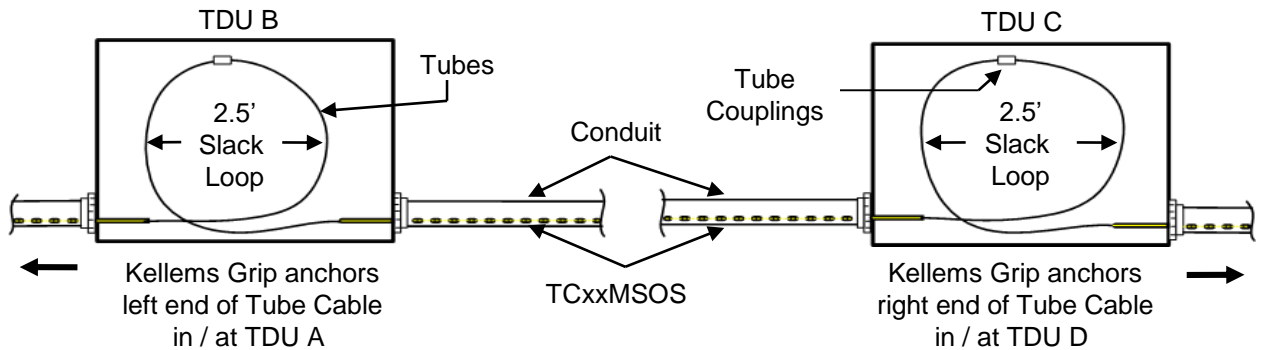 TDU B
TDU C
Tubes
Tube
Couplings
2.5’
Slack
Loop
2.5’
Slack
Loop
Conduit
Kellems Grip anchors
left end of Tube Cable
in / at TDU A
TCxxMSOS
Kellems Grip anchors
right end of Tube Cable
in / at TDU D